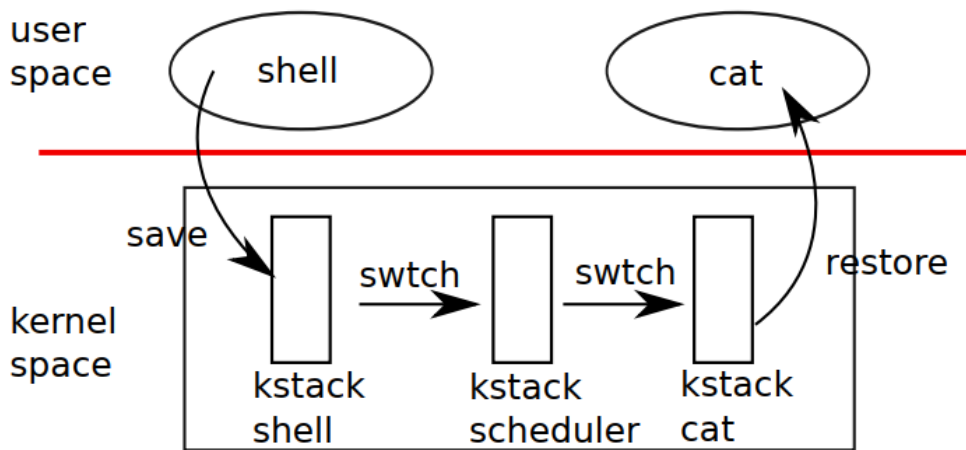 user
space
shell
cat
save
swtch
swtch
restore
kernel
space
kstack
shell
kstack
scheduler
kstack
cat